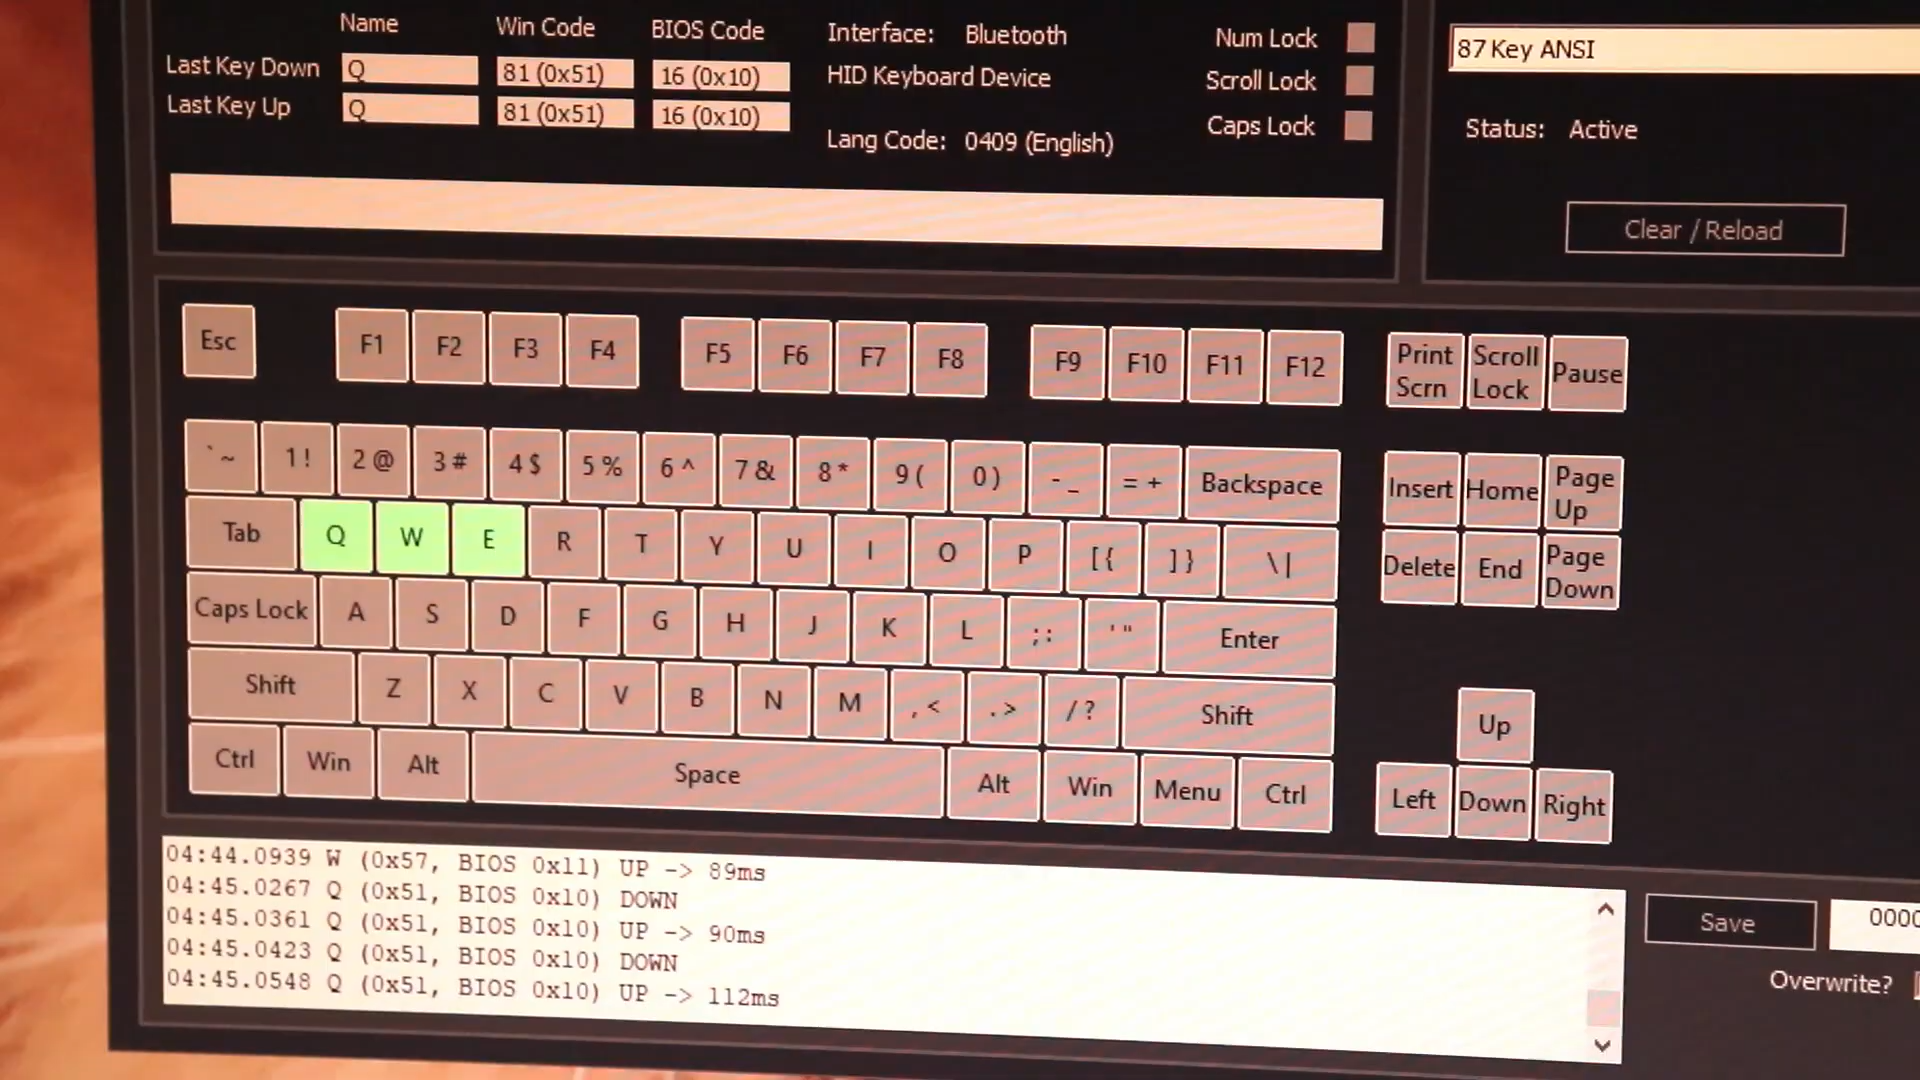 Name Win Code BIOS Code Interface: Bluetooth Num Lock
87 Key ANSI
Last Key Down Q 81 (0x51) 16 (0x10) HID Keyboard Device Scroll Lock
Last Key Up Q 81 (0x51) 16 (0x10) Lang Code: 0409 (English) Caps Lock
Status: Active
Clear / Reload
Esc F1 F2 F3 F4 F5 F6 F7 F8 F9 F10 F11 F12 Print Scrn Scroll Lock Pause
` ~ 1 ! 2 @ 3 # 4 $ 5 % 6 ^ 7 & 8 * 9 ( 0 ) - _ = + Backspace Insert Home Page Up
Tab Q W E R T Y U I O P [ { ] } \ | Delete End Page Down
Caps Lock A S D F G H J K L ; : ' " Enter
Shift Z X C V B N M , < . > / ? Shift Up
Ctrl Win Alt Space Alt Win Menu Ctrl Left Down Right
04:44.0939 W (0x57, BIOS 0x11) UP -> 89ms
04:45.0267 Q (0x51, BIOS 0x10) DOWN
04:45.0361 Q (0x51, BIOS 0x10) UP -> 90ms
04:45.0423 Q (0x51, BIOS 0x10) DOWN
04:45.0548 Q (0x51, BIOS 0x10) UP -> 112ms
Save 0000
Overwrite?